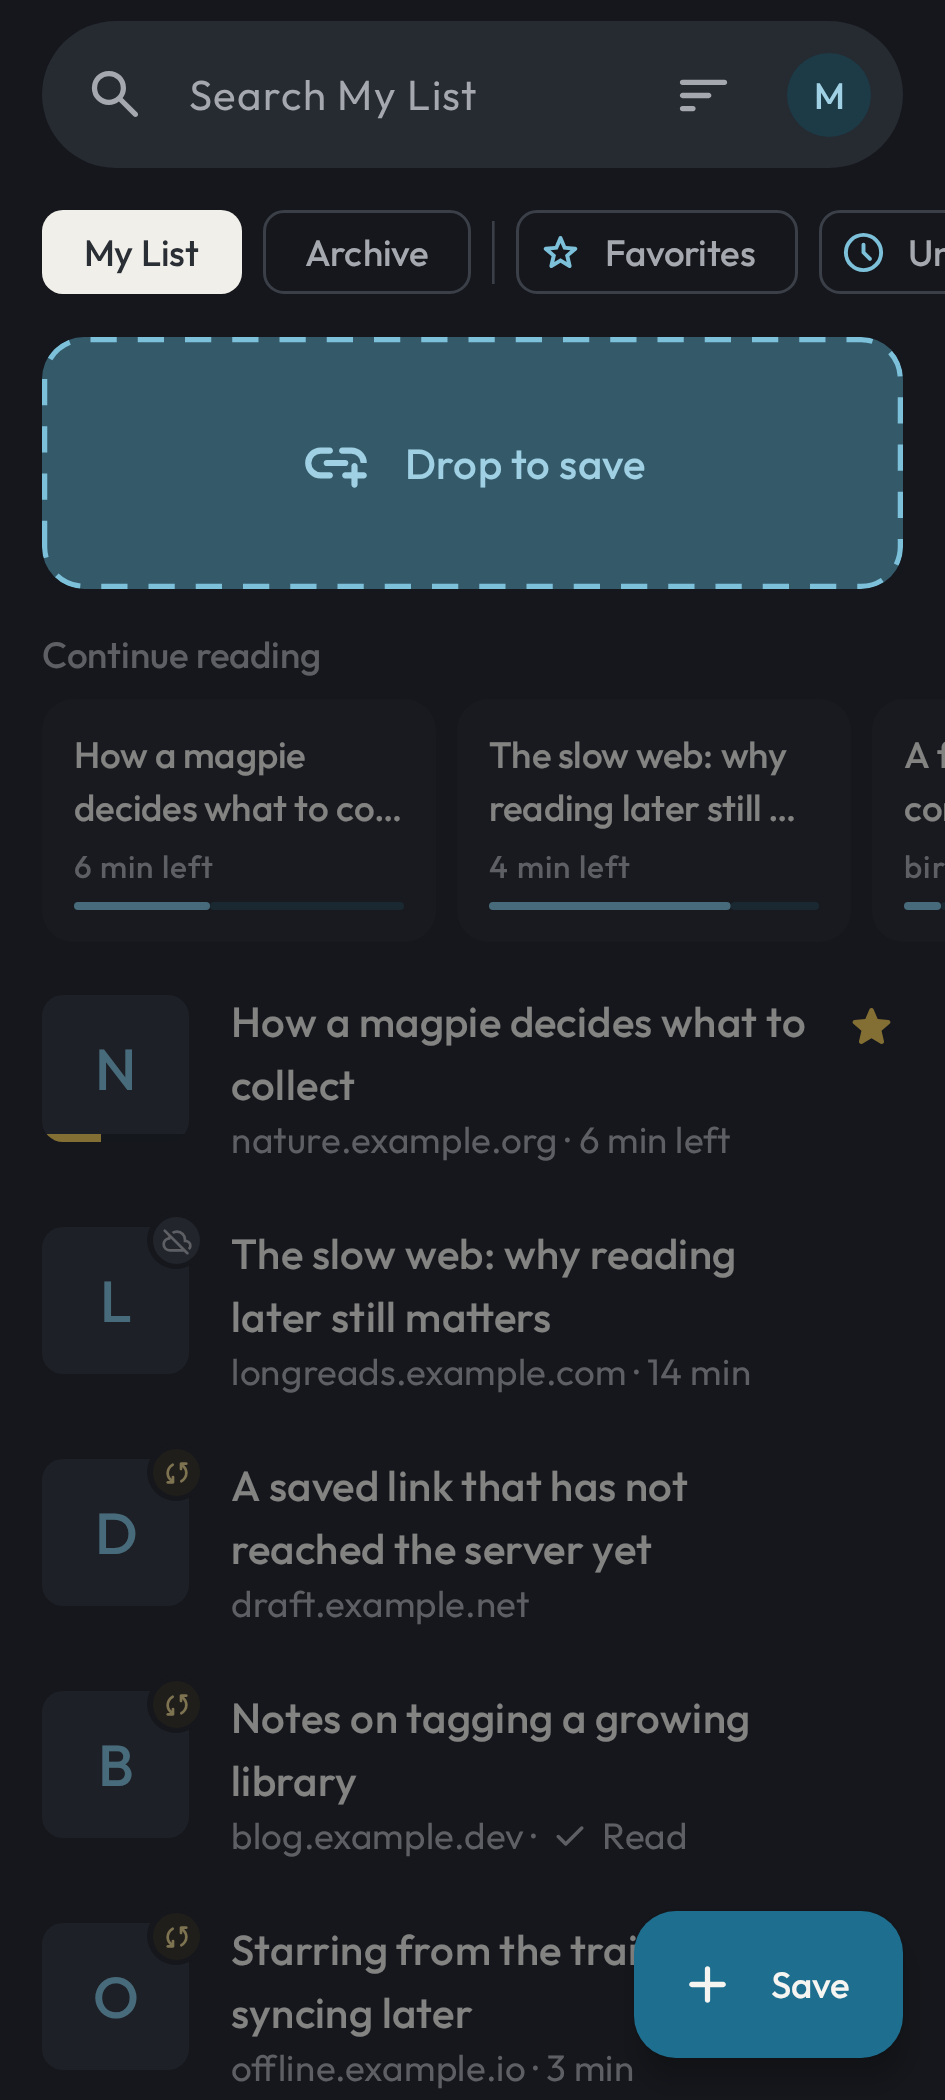 Search My List
M
My List
Archive
Favorites
Ur
Drop to save
Continue reading
How a magpie
decides what to co...
6 min left
The slow web: why
reading later still ...
4 min left
A
co
bir
N
How a magpie decides what to
collect
nature.example.org · 6 min left
L
The slow web: why reading
later still matters
longreads.example.com · 14 min
D
A saved link that has not
reached the server yet
draft.example.net
B
Notes on tagging a growing
library
blog.example.dev · ✓ Read
O
Starring from the trai
syncing later
offline.example.io · 3 min
Save